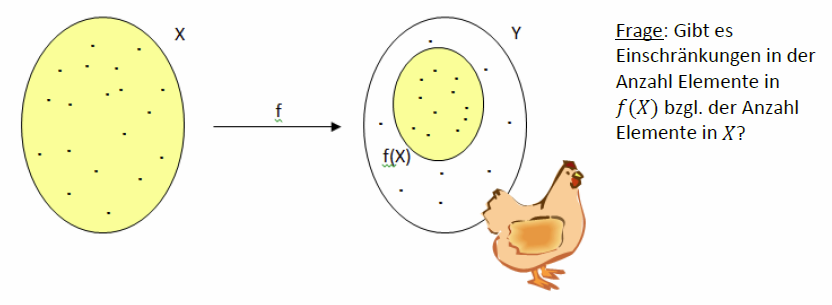 X
f
Y
f(X)
Frage: Gibt es
Einschränkungen in der
Anzahl Elemente in
f(X) bzgl. der Anzahl
Elemente in X?